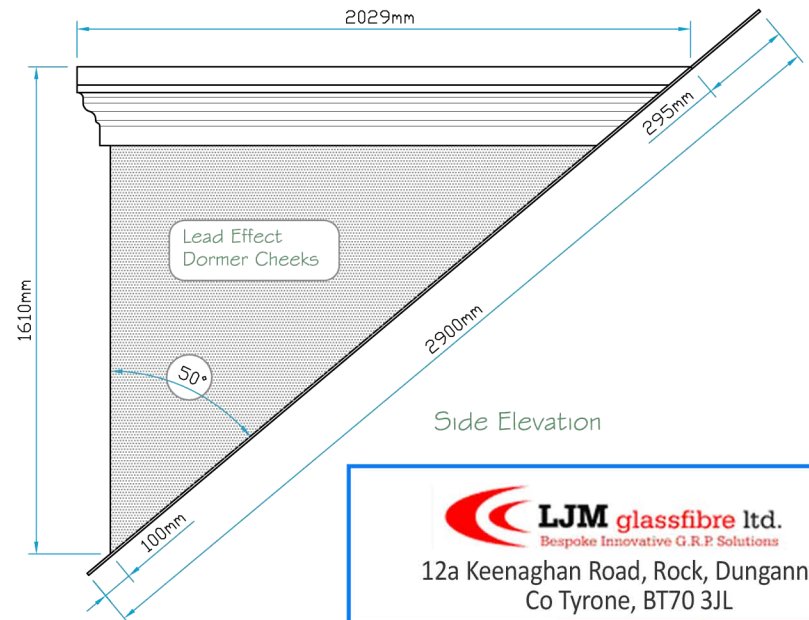 2029mm
295mm
Lead Effect
Dormer Cheeks
1610mm
2900mm
50°
Side Elevation
100mm
LJM glassfibre ltd.
Bespoke Innovative G.R.P. Solutions
12a Keenaghan Road, Rock, Dungann
Co Tyrone, BT70 3JL